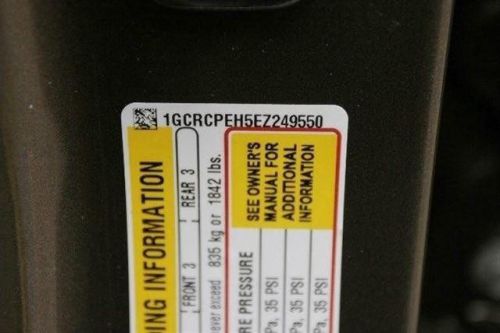 1GCRCPEH5EZ249550
ING INFORMATION
FRONT 3 REAR 3
ever exceed 835 kg or 1842 lbs.
SEE OWNER'S
MANUAL FOR
ADDITIONAL
INFORMATION
RE PRESSURE
Pa, 35 PSI
Pa, 35 PSI
Pa, 35 PSI